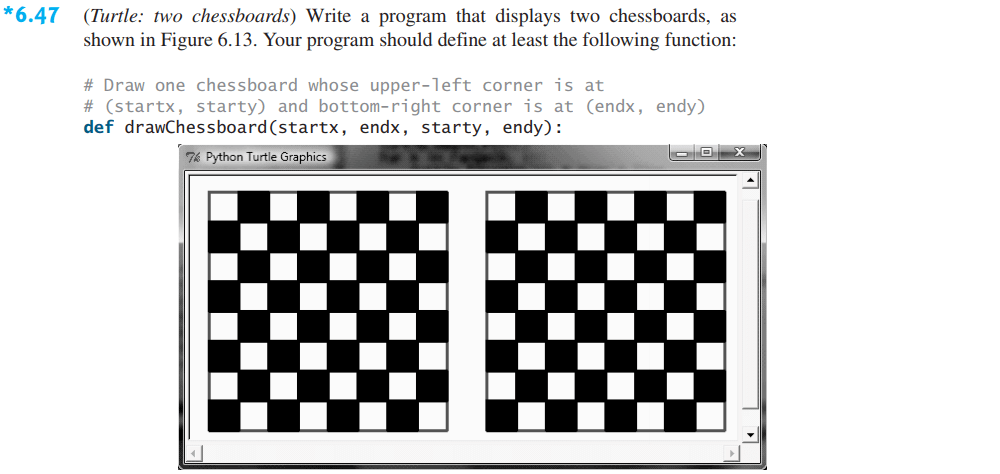 *6.47 (Turtle: two chessboards) Write a program that displays two chessboards, as
shown in Figure 6.13. Your program should define at least the following function:
# Draw one chessboard whose upper-left corner is at
# (startx, starty) and bottom-right corner is at (endx, endy)
def drawChessboard(startx, endx, starty, endy):
Python Turtle Graphics